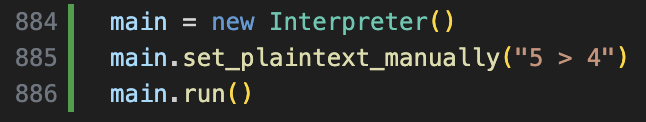 884 main = new Interpreter()
885 main.set_plaintext_manually("5 > 4")
886 main.run()